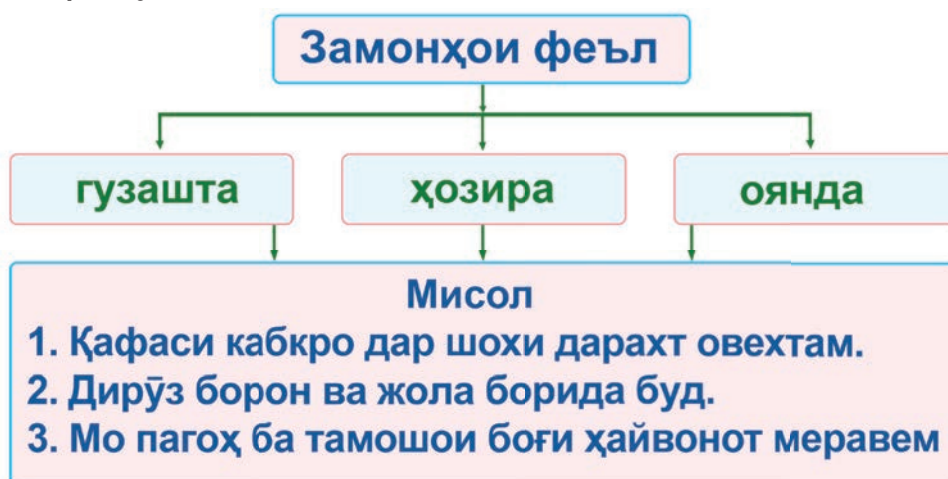 Замонҳои феъл
гузашта ҳозира оянда
Мисол
1. Қафаси кабкро дар шохи дарахт овехтам.
2. Дирӯз борон ва жола борида буд.
3. Мо пагоҳ ба тамошои боғи ҳайвонот меравем